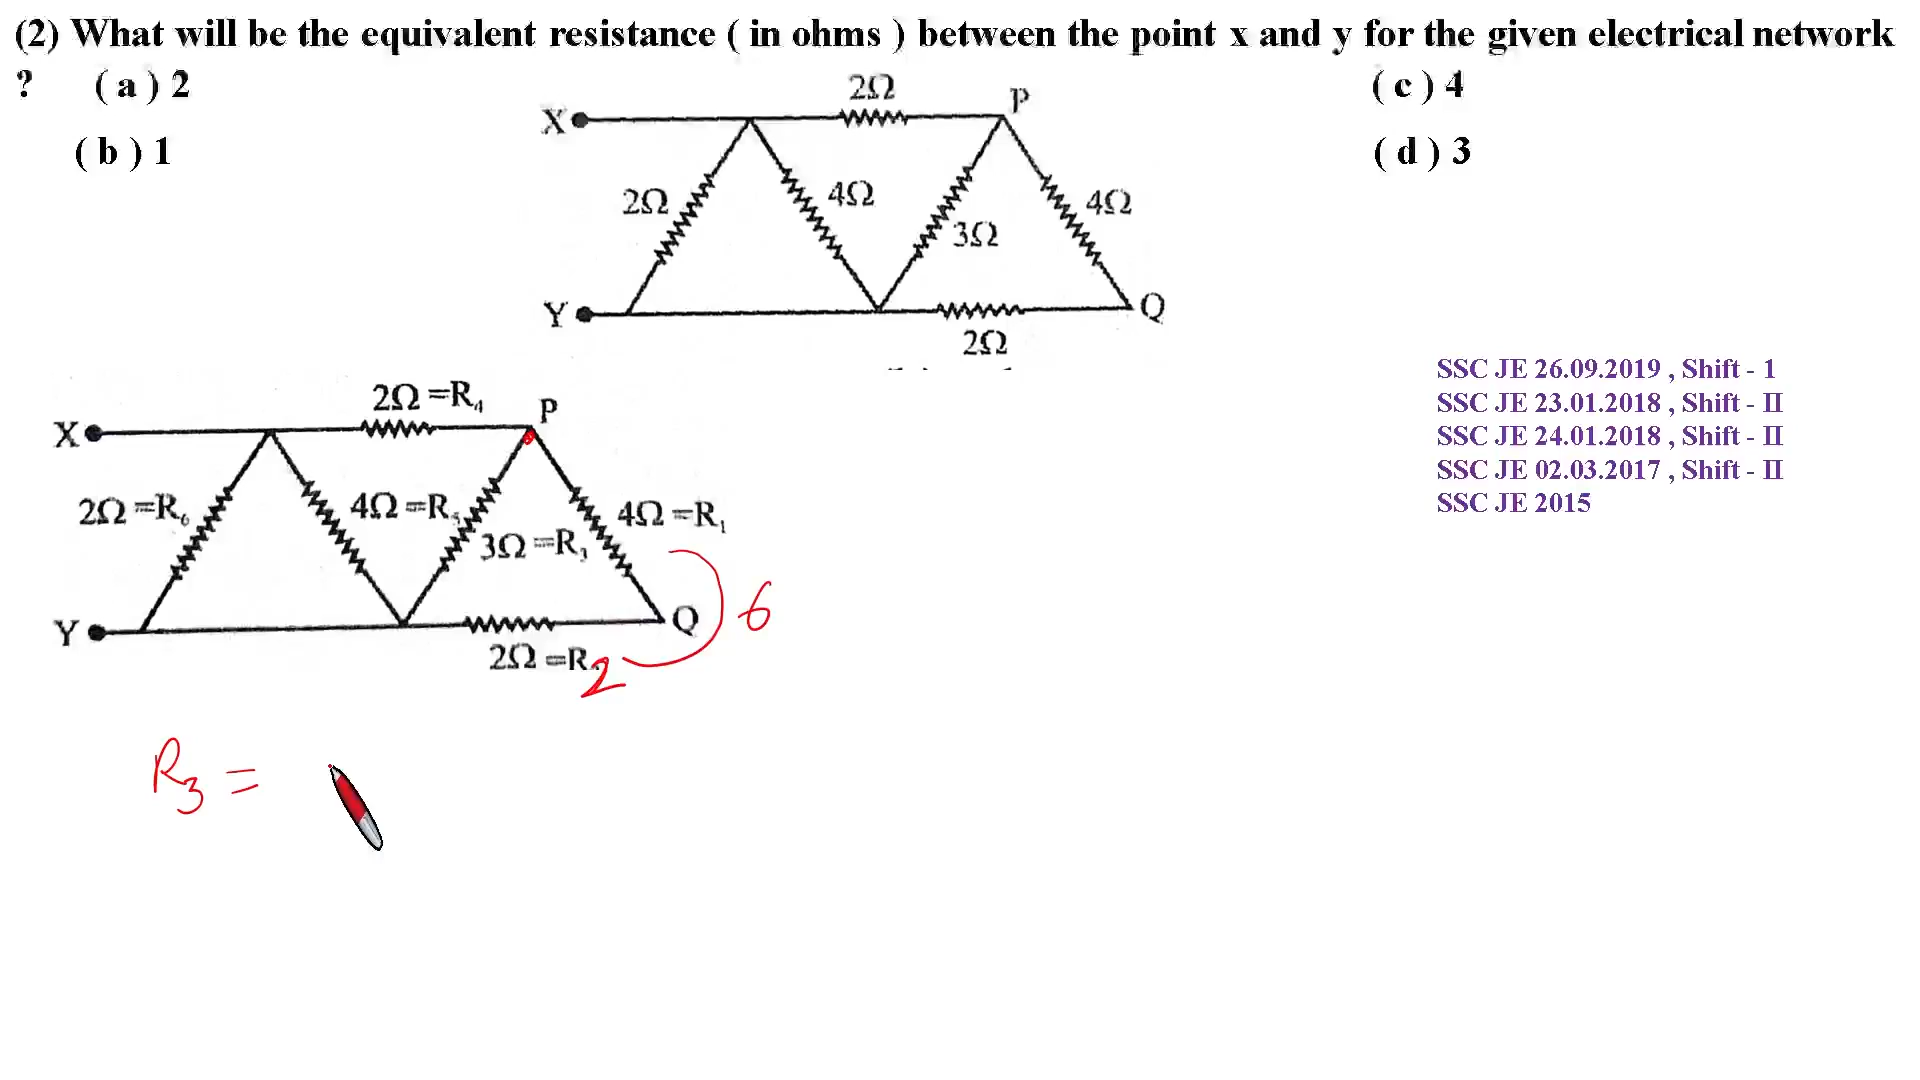 (2) What will be the equivalent resistance ( in ohms ) between the point x and y for the given electrical network
? ( a ) 2
( c ) 4
( b ) 1
( d ) 3
2Ω
X
P
2Ω
4Ω
4Ω
3Ω
Y
Q
2Ω
SSC JE 26.09.2019 , Shift - 1
SSC JE 23.01.2018 , Shift - II
SSC JE 24.01.2018 , Shift - II
SSC JE 02.03.2017 , Shift - II
SSC JE 2015
2Ω =R₄
X
P
2Ω =R₆
4Ω =R₅
4Ω =R₁
3Ω =R₃
6
Y
Q
2Ω =R2
R₃ =